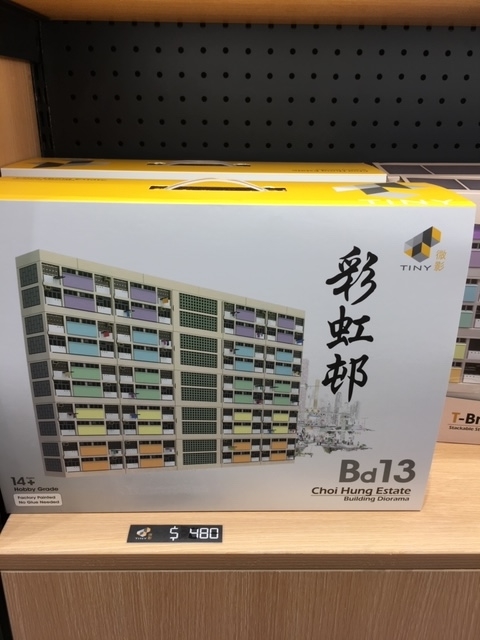 TINY
TINY 微影
彩虹邨
Bd13
Choi Hung Estate
Building Diorama
14+
Hobby Grade
Factory Painted
No Glue Needed
T-Br
$ 480